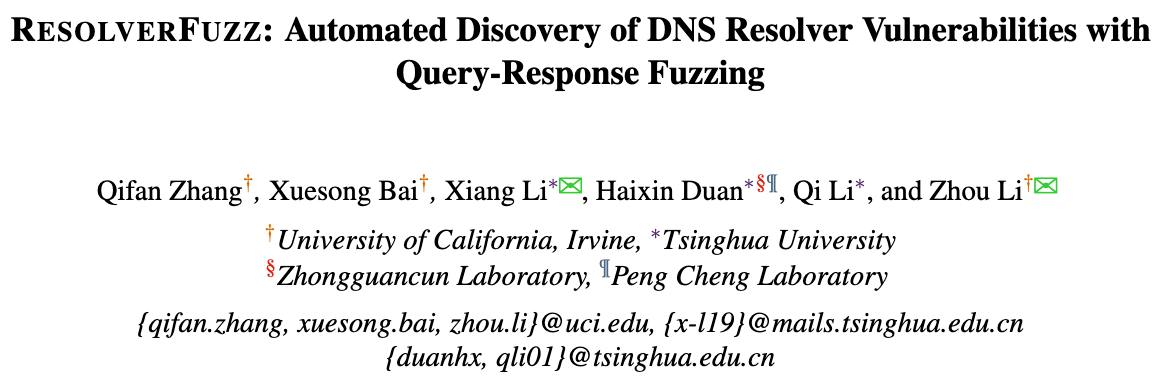 RESOLVERFUZZ: Automated Discovery of DNS Resolver Vulnerabilities with
Query-Response Fuzzing
Qifan Zhang†, Xuesong Bai†, Xiang Li*✉, Haixin Duan*§¶, Qi Li*, and Zhou Li†✉
†University of California, Irvine, *Tsinghua University
§Zhongguancun Laboratory, ¶Peng Cheng Laboratory
{qifan.zhang, xuesong.bai, zhou.li}@uci.edu, {x-l19}@mails.tsinghua.edu.cn
{duanhx, qli01}@tsinghua.edu.cn